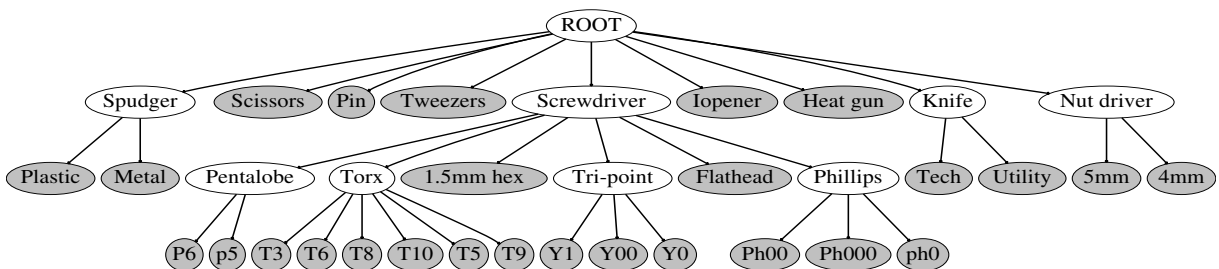 ROOT
Spudger Scissors Pin Tweezers Screwdriver Iopener Heat gun Knife Nut driver
Plastic Metal Pentalobe Torx 1.5mm hex Tri-point Flathead Phillips Tech Utility 5mm 4mm
P6 p5 T3 T6 T8 T10 T5 T9 Y1 Y00 Y0 Ph00 Ph000 ph0